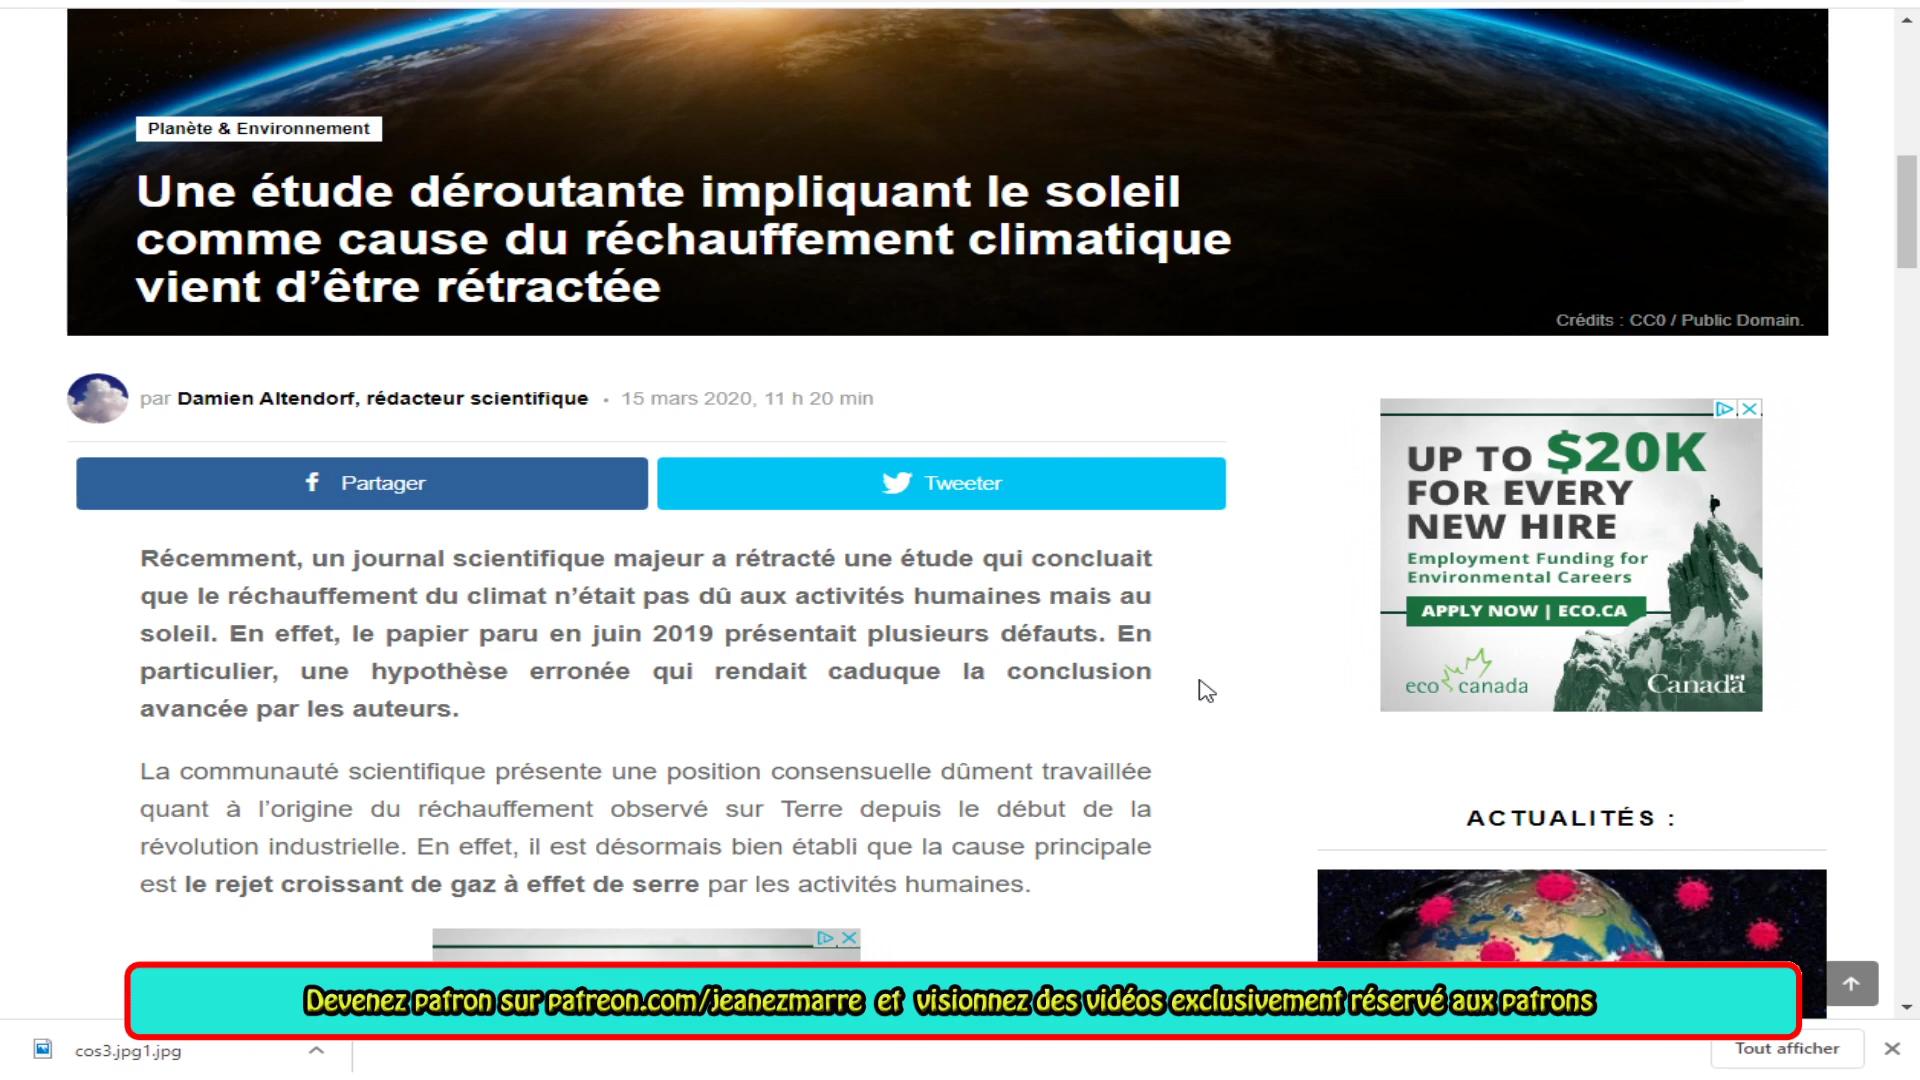 Planète & Environnement
Une étude déroutante impliquant le soleil
comme cause du réchauffement climatique
vient d’être rétractée
Crédits : CC0 / Public Domain.
par Damien Altendorf, rédacteur scientifique • 15 mars 2020, 11 h 20 min
f Partager
Tweeter
Récemment, un journal scientifique majeur a rétracté une étude qui concluait
que le réchauffement du climat n’était pas dû aux activités humaines mais au
soleil. En effet, le papier paru en juin 2019 présentait plusieurs défauts. En
particulier, une hypothèse erronée qui rendait caduque la conclusion
avancée par les auteurs.
La communauté scientifique présente une position consensuelle dûment travaillée
quant à l’origine du réchauffement observé sur Terre depuis le début de la
révolution industrielle. En effet, il est désormais bien établi que la cause principale
est le rejet croissant de gaz à effet de serre par les activités humaines.
UP TO $20K
FOR EVERY
NEW HIRE
Employment Funding for
Environmental Careers
APPLY NOW | ECO.CA
eco canada
Canada
ACTUALITÉS :
Devenez patron sur patreon.com/jeanezmarre et visionnez des vidéos exclusivement réservé aux patrons
cos3.jpg1.jpg
Tout afficher